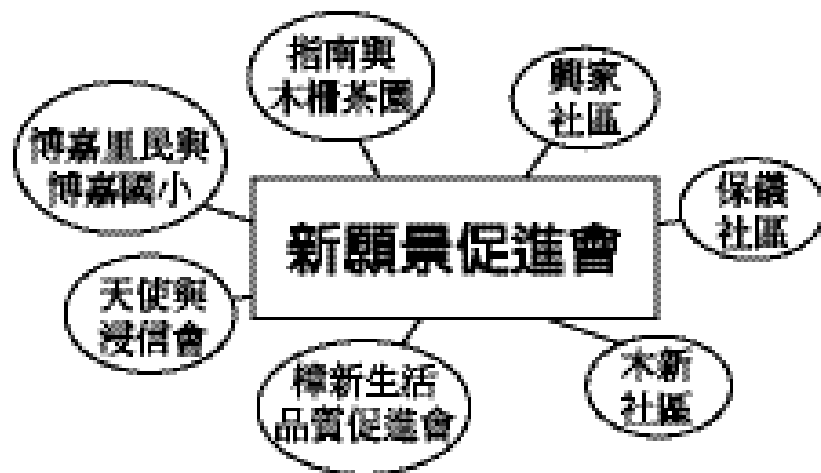 指南與
木柵茶園
興家
社區
博嘉里民與
博嘉國小
保儀
社區
新願景促進會
天使與
浸信會
樟新生活
品質促進會
木新
社區